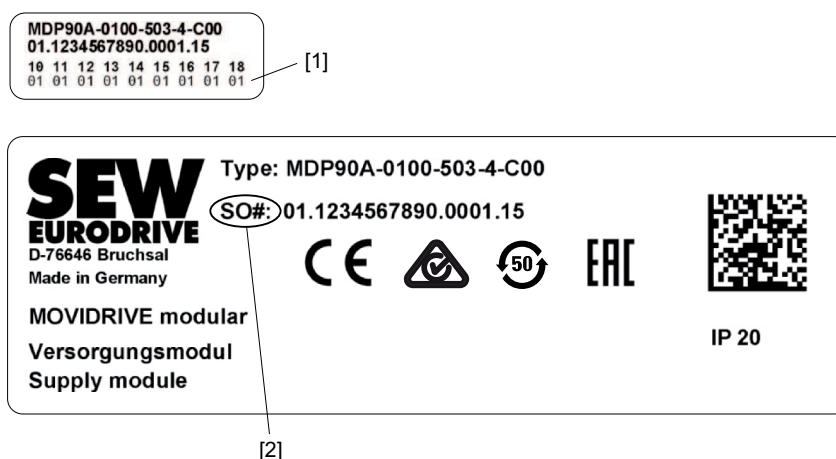 MDP90A-0100-503-4-C00
01.1234567890.0001.15
10 11 12 13 14 15 16 17 18
01 01 01 01 01 01 01 01 01
[1]
SEW
EURODRIVE
D-76646 Bruchsal
Made in Germany
Type: MDP90A-0100-503-4-C00
SO#: 01.1234567890.0001.15
CE
50
EAC
MOVIDRIVE modular
Versorgungsmodul
Supply module
IP 20
[2]